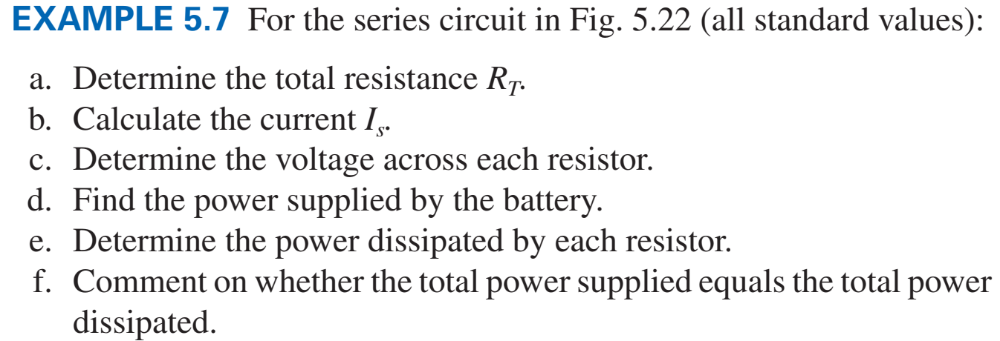 EXAMPLE 5.7 For the series circuit in Fig. 5.22 (all standard values):
a. Determine the total resistance R_T.
b. Calculate the current I_s.
c. Determine the voltage across each resistor.
d. Find the power supplied by the battery.
e. Determine the power dissipated by each resistor.
f. Comment on whether the total power supplied equals the total power
dissipated.